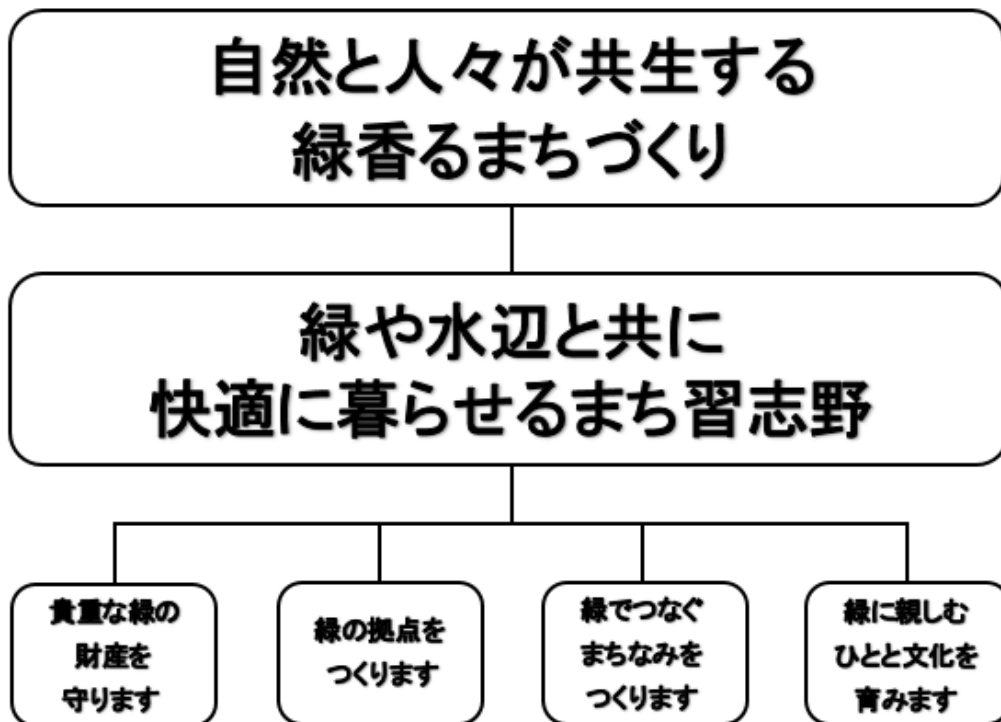 自然と人々が共生する
緑香るまちづくり
緑や水辺と共に
快適に暮らせるまち習志野
貴重な緑の
財産を
守ります
緑の拠点を
つくります
緑でつなぐ
まちなみを
つくります
緑に親しむ
ひとと文化を
育みます